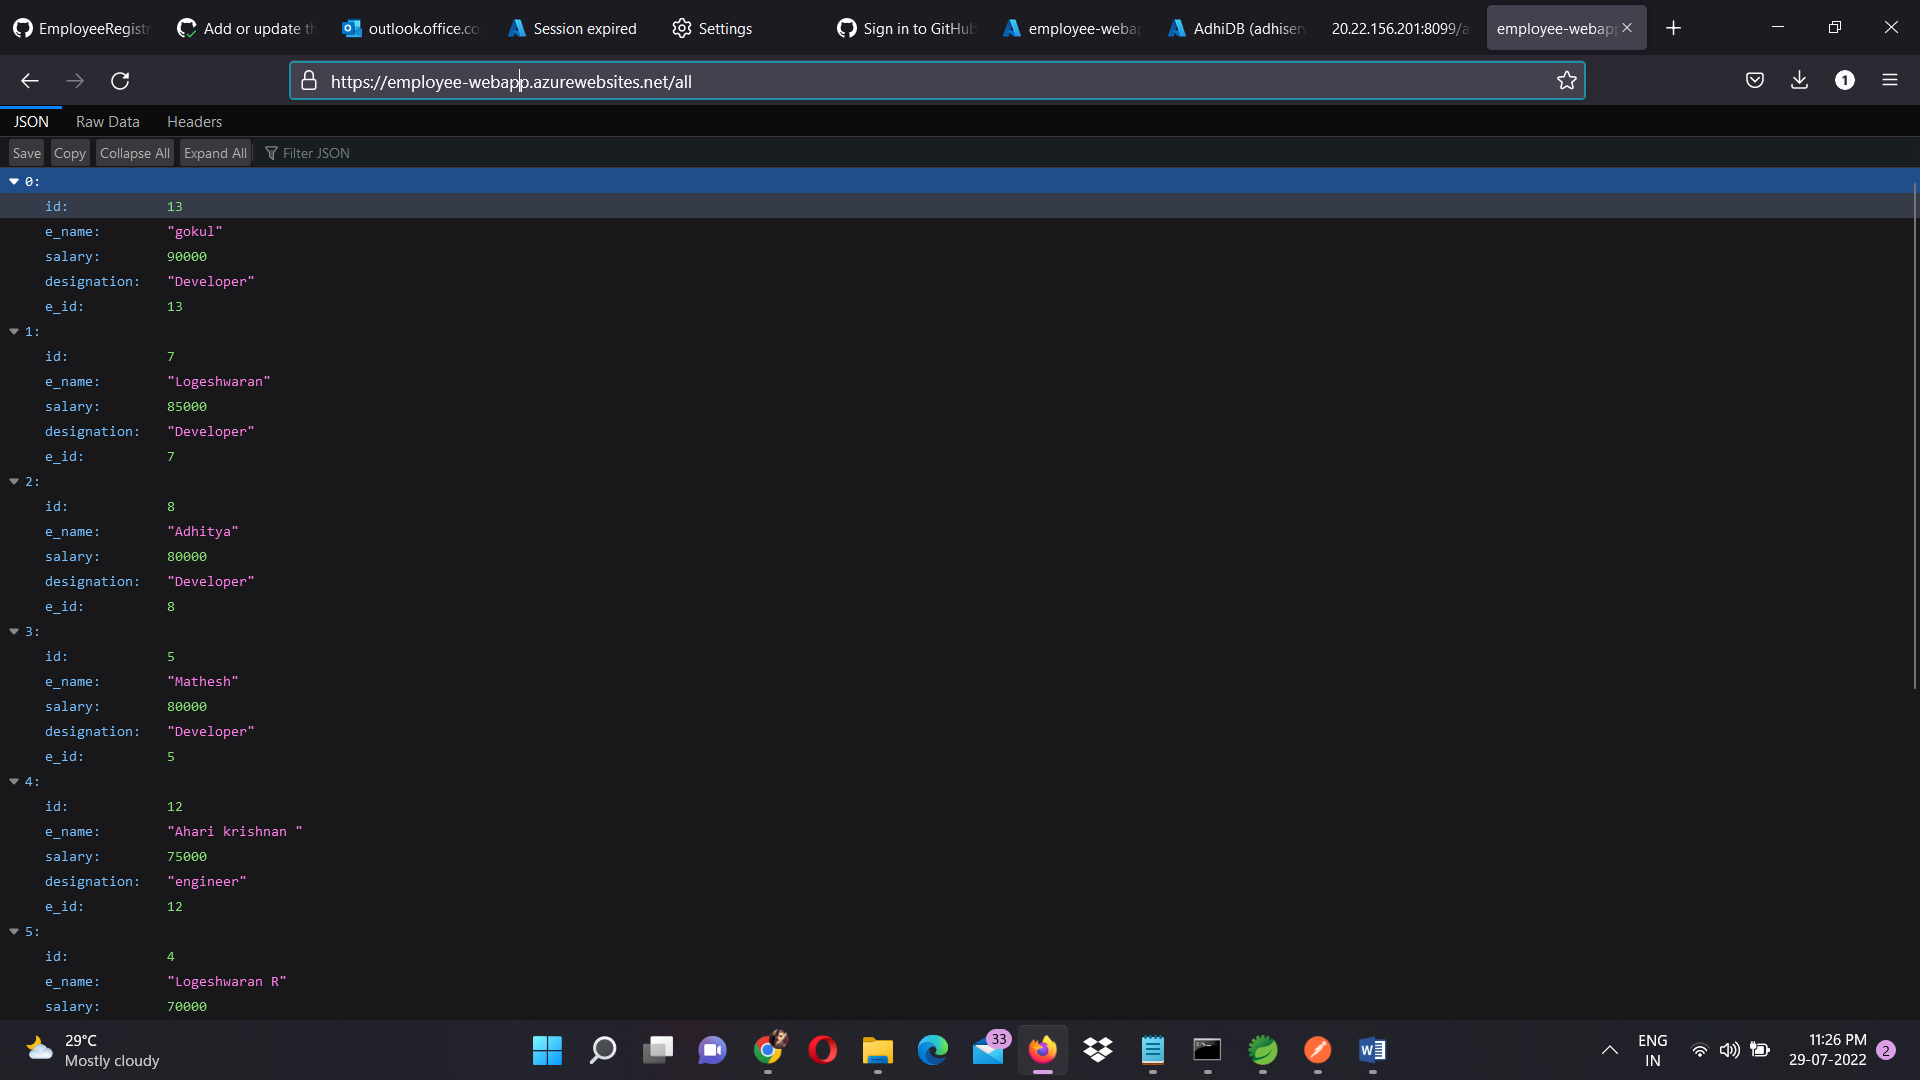 EmployeeRegistr
Add or update th
outlook.office.co
Session expired
Settings
Sign in to GitHub
employee-webap
AdhiDB (adhiserv
20.22.156.201:8099/a
employee-webapp
https://employee-webapp.azurewebsites.net/all
1
JSON Raw Data Headers
Save Copy Collapse All Expand All Filter JSON
0:
id: 13
e_name: "gokul"
salary: 90000
designation: "Developer"
e_id: 13
1:
id: 7
e_name: "Logeshwaran"
salary: 85000
designation: "Developer"
e_id: 7
2:
id: 8
e_name: "Adhitya"
salary: 80000
designation: "Developer"
e_id: 8
3:
id: 5
e_name: "Mathesh"
salary: 80000
designation: "Developer"
e_id: 5
4:
id: 12
e_name: "Ahari krishnan "
salary: 75000
designation: "engineer"
e_id: 12
5:
id: 4
e_name: "Logeshwaran R"
salary: 70000
29°C
Mostly cloudy
33
ENG
IN
11:26 PM
29-07-2022
2